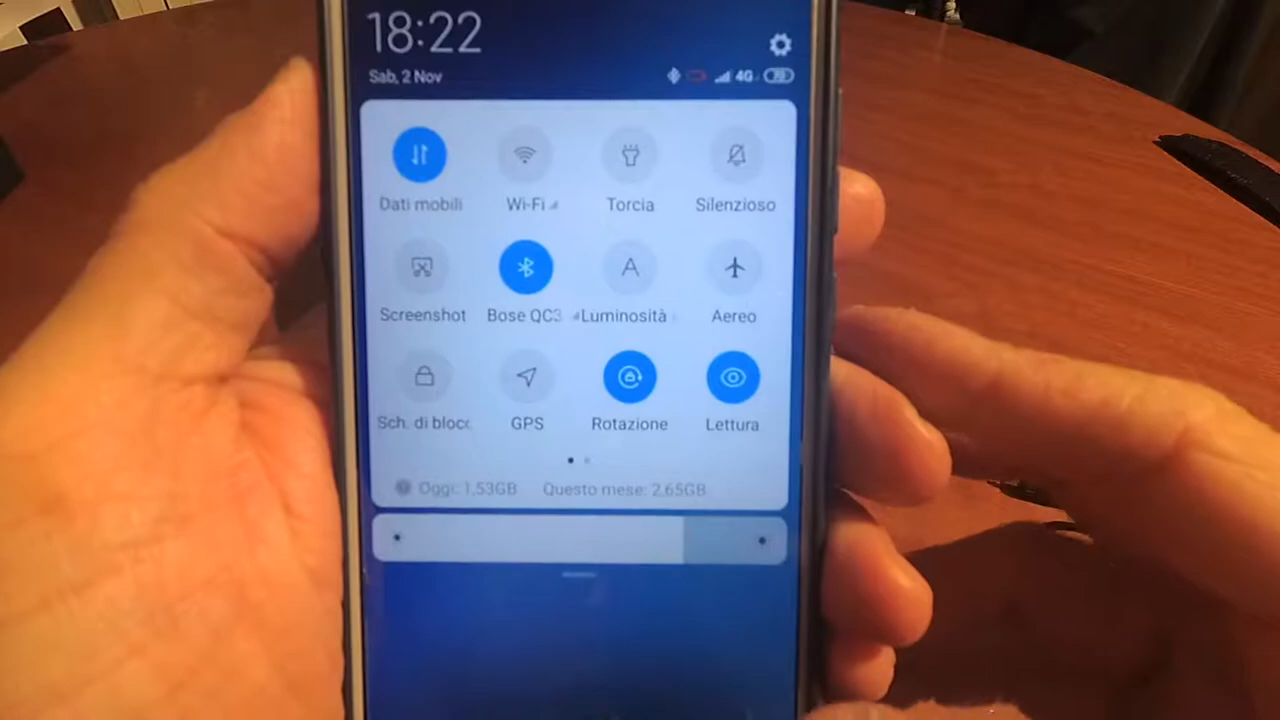 18:22
Sab, 2 Nov 4G
Dati mobili Wi-Fi Torcia Silenzioso
Screenshot Bose QC3 Luminosità Aereo
Sch. di blocc GPS Rotazione Lettura
Oggi: 1,53GB Questo mese: 2,65GB